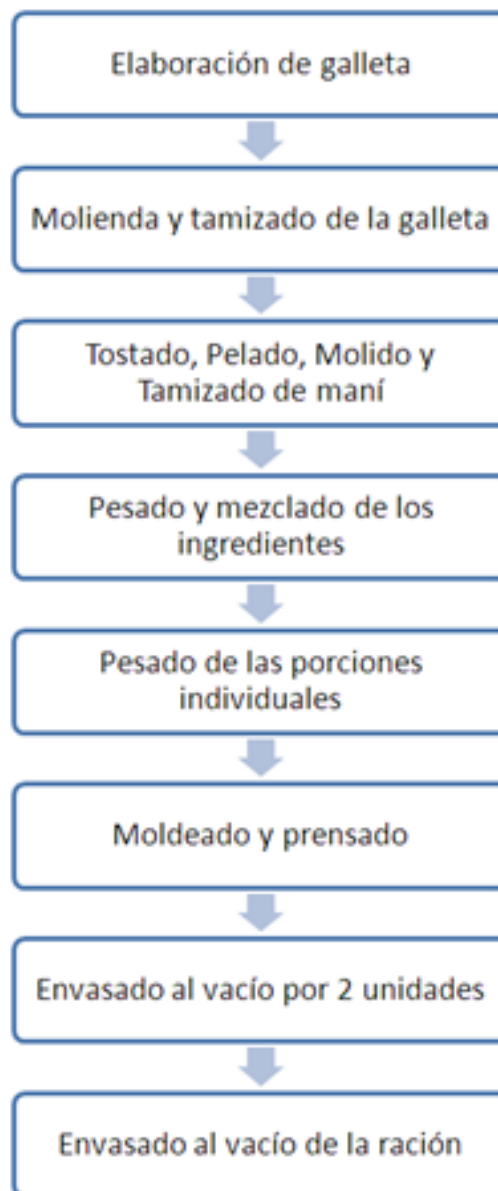 Elaboración de galleta
Molienda y tamizado de la galleta
Tostado, Pelado, Molido y
Tamizado de maní
Pesado y mezclado de los
ingredientes
Pesado de las porciones
individuales
Moldeado y prensado
Envasado al vacío por 2 unidades
Envasado al vacío de la ración